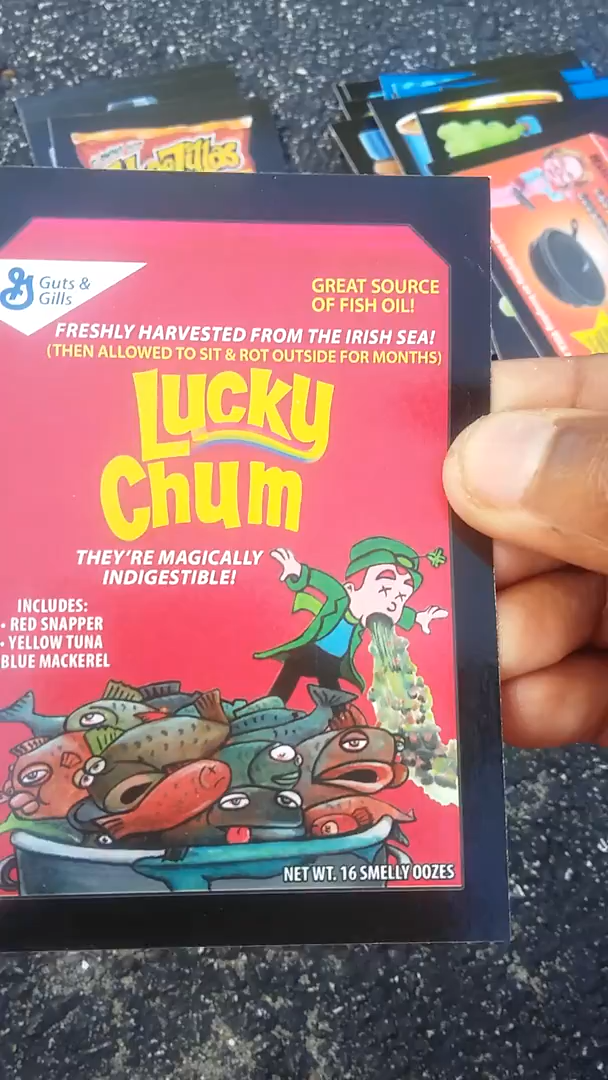 Guts &
Gills
GREAT SOURCE
OF FISH OIL!
FRESHLY HARVESTED FROM THE IRISH SEA!
(THEN ALLOWED TO SIT & ROT OUTSIDE FOR MONTHS)
Lucky
Chum
THEY'RE MAGICALLY
INDIGESTIBLE!
INCLUDES:
• RED SNAPPER
• YELLOW TUNA
BLUE MACKEREL
NET WT. 16 SMELLY OOZES